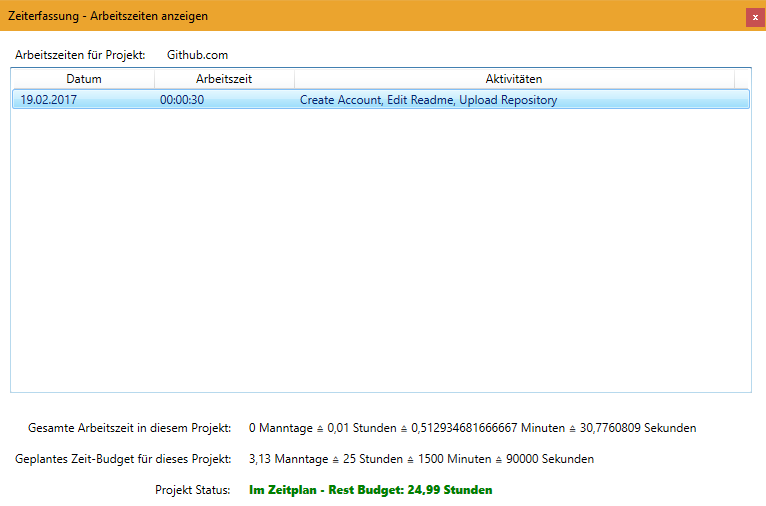 Zeiterfassung - Arbeitszeiten anzeigen x
Arbeitszeiten für Projekt: Github.com
Datum Arbeitszeit Aktivitäten
19.02.2017 00:00:30 Create Account, Edit Readme, Upload Repository
Gesamte Arbeitszeit in diesem Projekt: 0 Manntage ≙ 0,01 Stunden ≙ 0,512934681666667 Minuten ≙ 30,7760809 Sekunden
Geplantes Zeit-Budget für dieses Projekt: 3,13 Manntage ≙ 25 Stunden ≙ 1500 Minuten ≙ 90000 Sekunden
Projekt Status: Im Zeitplan - Rest Budget: 24,99 Stunden